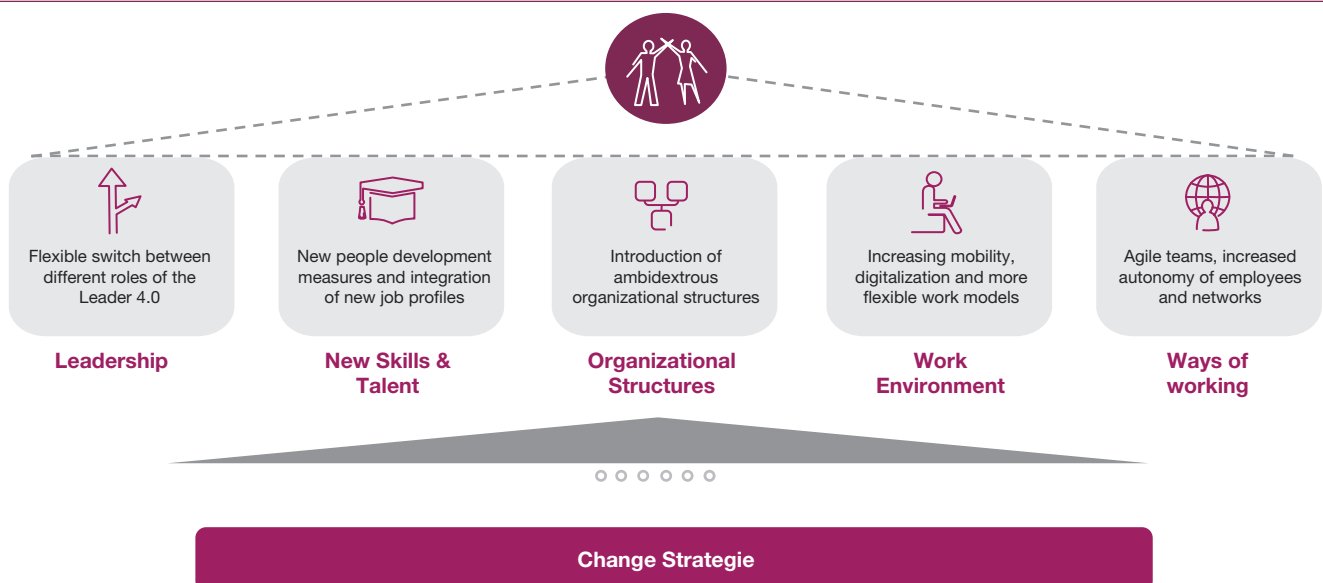 Flexible switch between
different roles of the
Leader 4.0
Leadership
New people development
measures and integration
of new job profiles
New Skills &
Talent
Introduction of
ambidextrous
organizational structures
Organizational
Structures
Increasing mobility,
digitalization and more
flexible work models
Work
Environment
Agile teams, increased
autonomy of employees
and networks
Ways of
working
Change Strategie